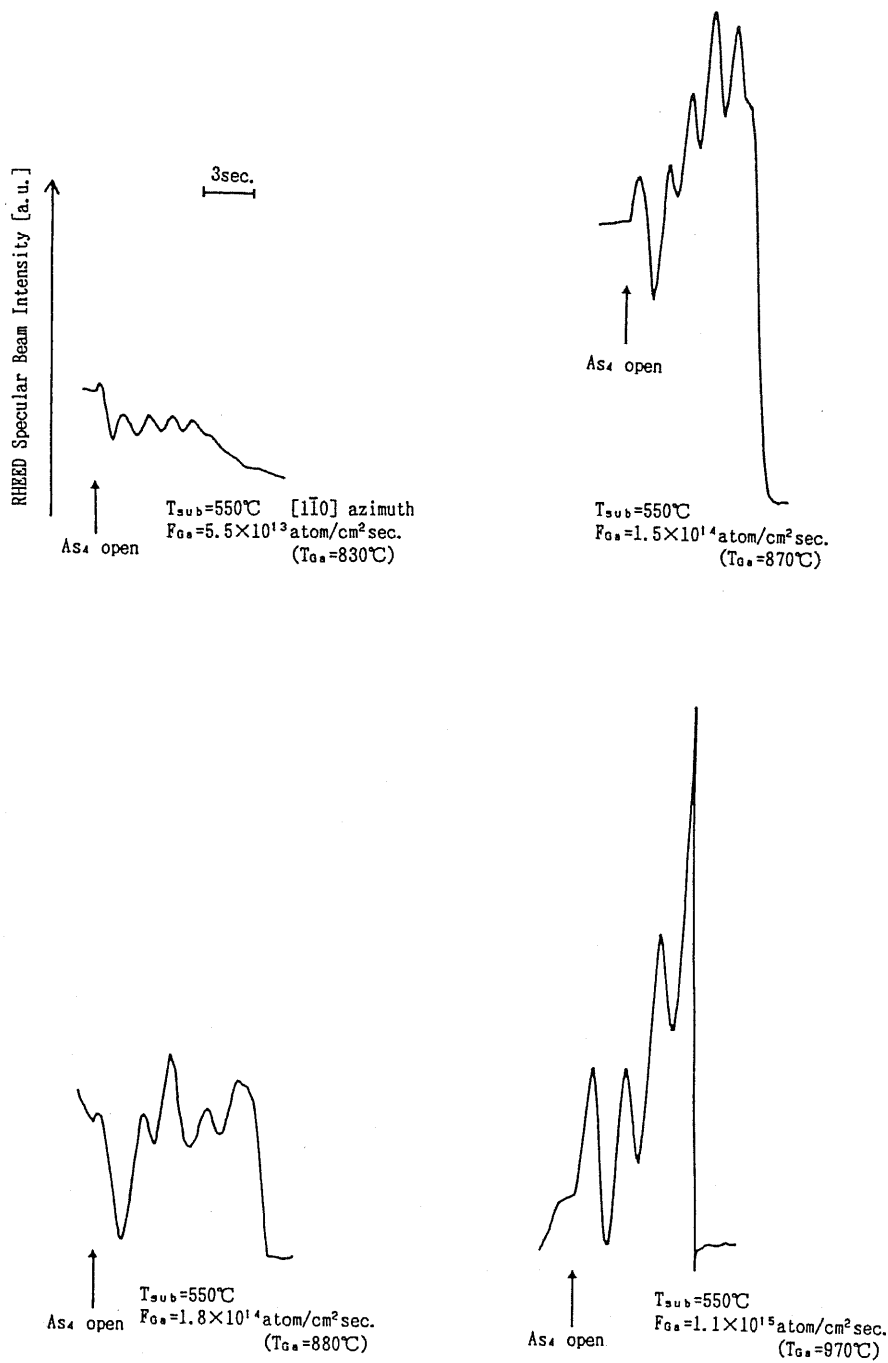 RHEED Specular Beam Intensity [a.u.]
3sec.
As₄ open
Tsub=550℃ [11̅0] azimuth
FGa=5.5×10¹³atom/cm²sec.
(TGa=830℃)
As₄ open
Tsub=550℃
FGa=1.5×10¹⁴atom/cm²sec.
(TGa=870℃)
As₄ open
Tsub=550℃
FGa=1.8×10¹⁴atom/cm²sec.
(TGa=880℃)
As₄ open
Tsub=550℃
FGa=1.1×10¹⁵atom/cm²sec.
(TGa=970℃)